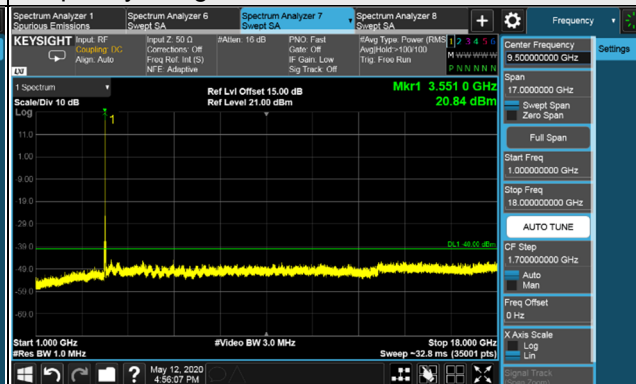 Spectrum Analyzer 1
Spurious Emissions
Spectrum Analyzer 6
Swept SA
Spectrum Analyzer 7
Swept SA
Spectrum Analyzer 8
Swept SA
+
Frequency
KEYSIGHT
Input: RF
Coupling: DC
Align: Auto
Input Z: 50 Ω
Corrections: Off
Freq Ref: Int (S)
NFE: Adaptive
#Atten: 16 dB
PNO: Fast
Gate: Off
IF Gain: Low
Sig Track: Off
#Avg Type: Power (RMS
Avg|Hold:>100/100
Trig: Free Run
1 2 3 4 5 6
M W W W W W
P N N N N N
LXI
1 Spectrum
Scale/Div 10 dB
Ref Lvl Offset 15.00 dB
Ref Level 21.00 dBm
Mkr1 3.551 0 GHz
20.84 dBm
Log
1
11.0
1.00
-9.00
-19.0
-29.0
-39.0
-49.0
-59.0
-69.0
Start 1.000 GHz
#Res BW 1.0 MHz
#Video BW 3.0 MHz
Stop 18.000 GHz
Sweep ~32.8 ms (35001 pts)
Center Frequency
9.500000000 GHz
Settings
Span
17.0000000 GHz
Swept Span
Zero Span
Full Span
Start Freq
1.000000000 GHz
Stop Freq
18.000000000 GHz
AUTO TUNE
CF Step
1.700000000 GHz
Auto
Man
Freq Offset
0 Hz
X Axis Scale
Log
Lin
Signal Track
(Span Zoom)
May 12, 2020
4:56:07 PM
?